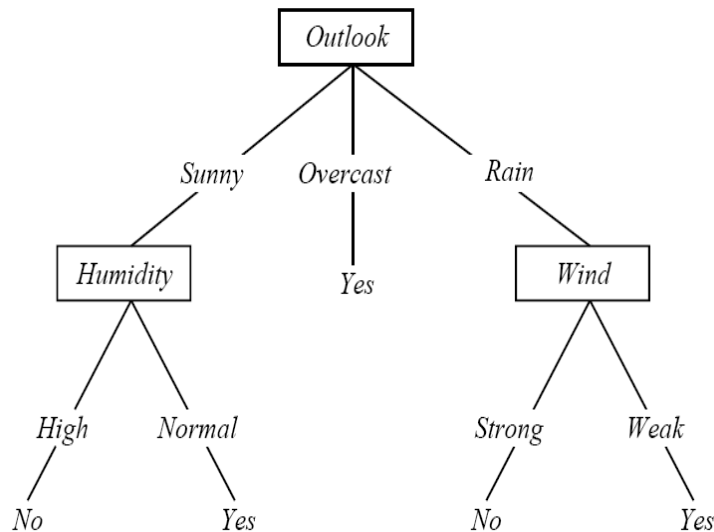 Outlook
Sunny Overcast Rain
Humidity Yes Wind
High Normal Strong Weak
No Yes No Yes